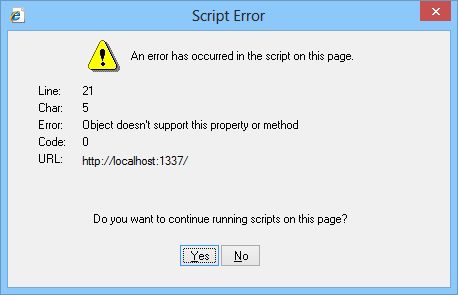 Script Error
An error has occurred in the script on this page.
Line: 21
Char: 5
Error: Object doesn't support this property or method
Code: 0
URL: http://localhost:1337/
Do you want to continue running scripts on this page?
Yes No